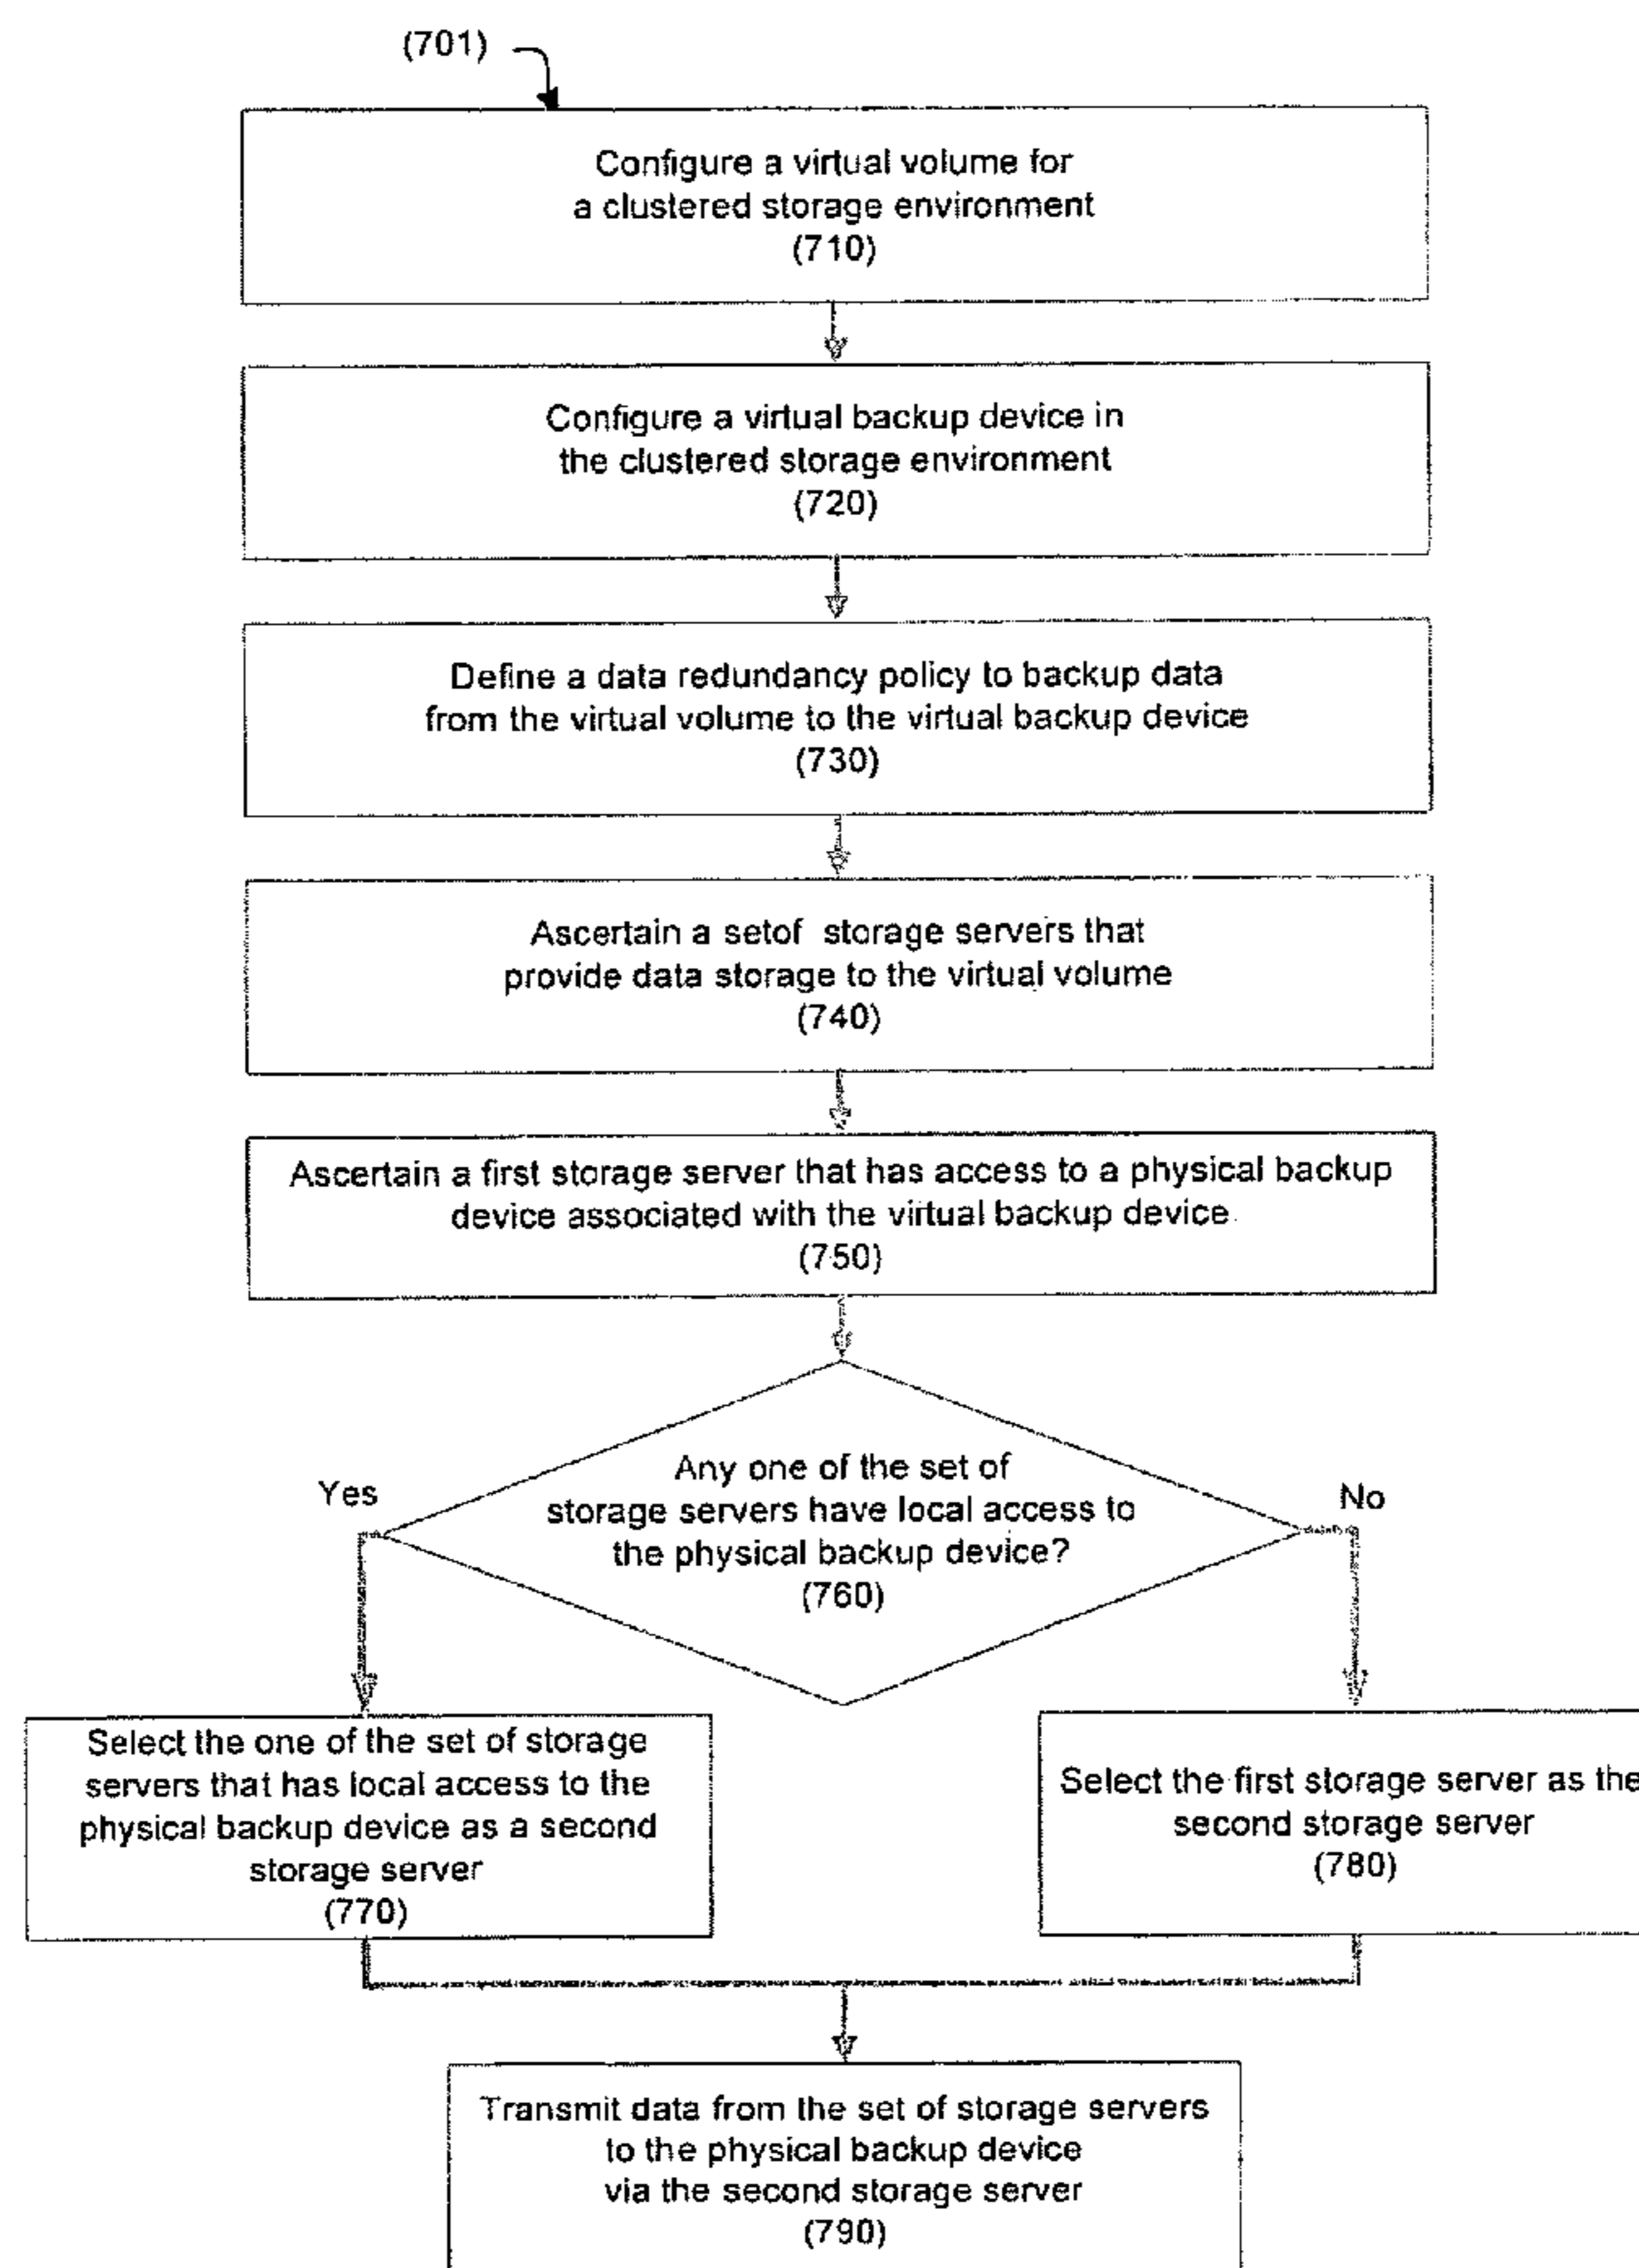 (701)
Configure a virtual volume for
a clustered storage environment
(710)
Configure a virtual backup device in
the clustered storage environment
(720)
Define a data redundancy policy to backup data
from the virtual volume to the virtual backup device
(730)
Ascertain a setof storage servers that
provide data storage to the virtual volume
(740)
Ascertain a first storage server that has access to a physical backup
device associated with the virtual backup device
(750)
Any one of the set of
storage servers have local access to
the physical backup device?
(760)
Yes
No
Select the one of the set of storage
servers that has local access to the
physical backup device as a second
storage server
(770)
Select the first storage server as the
second storage server
(780)
Transmit data from the set of storage servers
to the physical backup device
via the second storage server
(790)